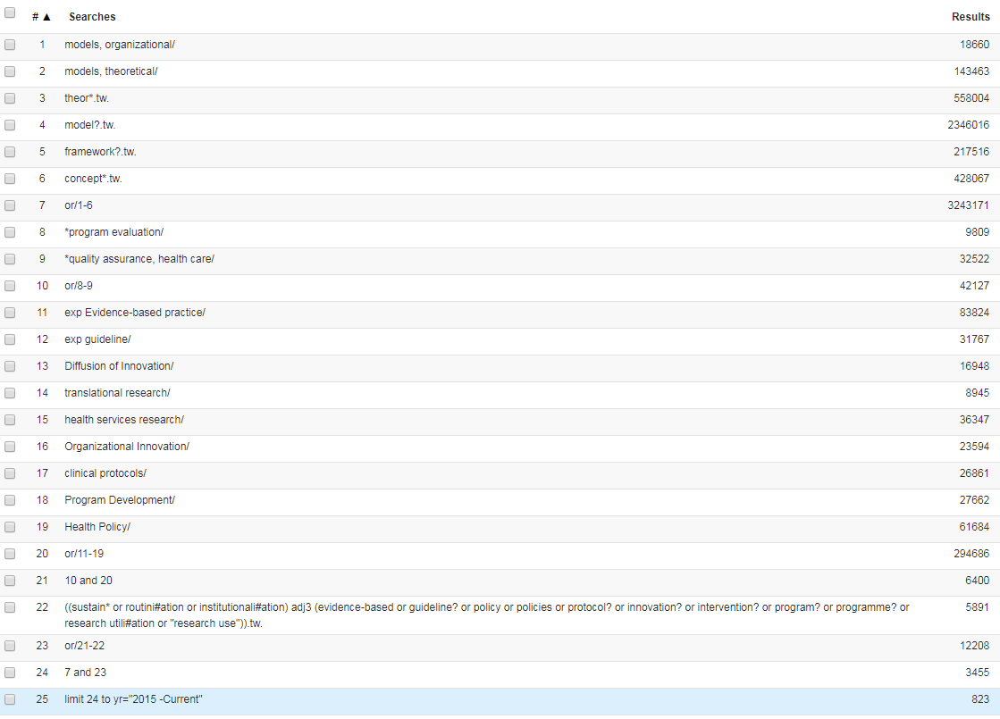 # ▲ Searches Results
1 models, organizational/ 18660
2 models, theoretical/ 143463
3 theor*.tw. 558004
4 model?.tw. 2346016
5 framework?.tw. 217516
6 concept*.tw. 428067
7 or/1-6 3243171
8 *program evaluation/ 9809
9 *quality assurance, health care/ 32522
10 or/8-9 42127
11 exp Evidence-based practice/ 83824
12 exp guideline/ 31767
13 Diffusion of Innovation/ 16948
14 translational research/ 8945
15 health services research/ 36347
16 Organizational Innovation/ 23594
17 clinical protocols/ 26861
18 Program Development/ 27662
19 Health Policy/ 61684
20 or/11-19 294686
21 10 and 20 6400
22 ((sustain* or routini#ation or institutionali#ation) adj3 (evidence-based or guideline? or policy or policies or protocol? or innovation? or intervention? or program? or programme? or 5891
research utili#ation or "research use")).tw.
23 or/21-22 12208
24 7 and 23 3455
25 limit 24 to yr="2015 -Current" 823